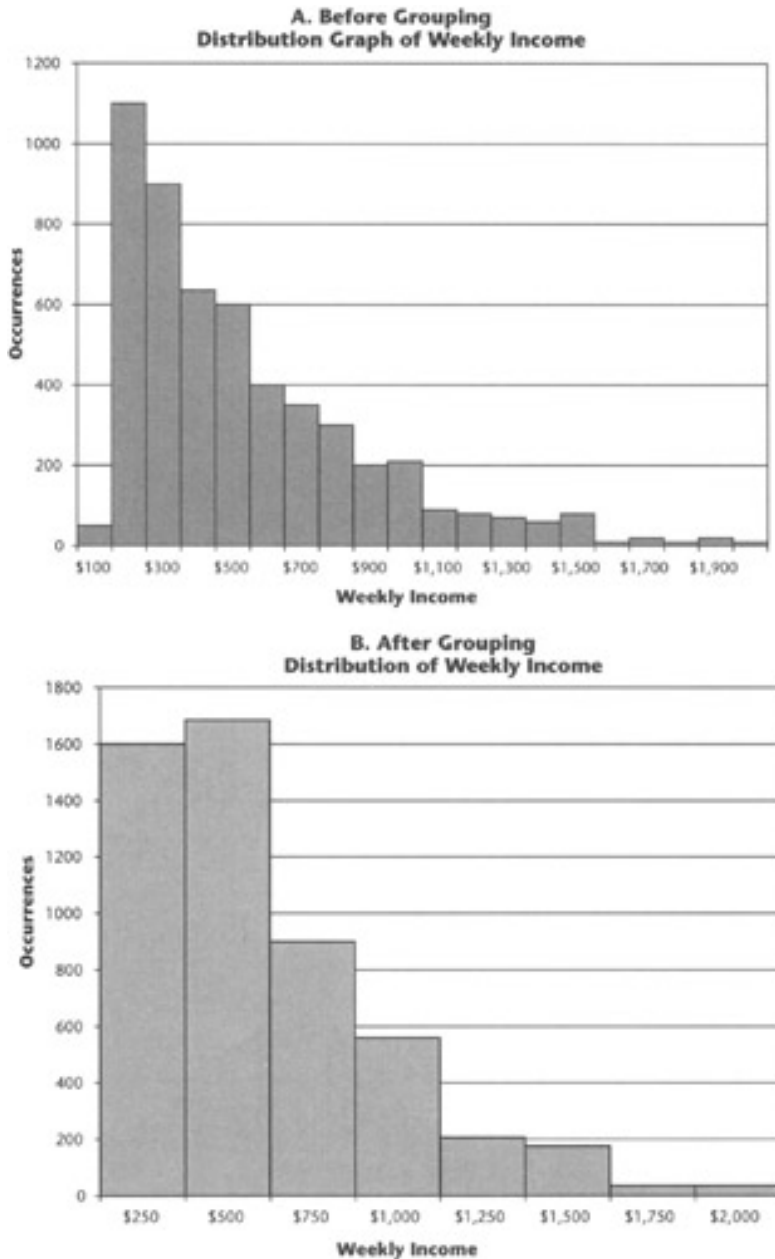 A. Before Grouping
Distribution Graph of Weekly Income
1200
1000
800
600
400
200
0
Occurrences
$100 $300 $500 $700 $900 $1,100 $1,300 $1,500 $1,700 $1,900
Weekly Income
B. After Grouping
Distribution of Weekly Income
1800
1600
1400
1200
1000
800
600
400
200
0
Occurrences
$250 $500 $750 $1,000 $1,250 $1,500 $1,750 $2,000
Weekly Income